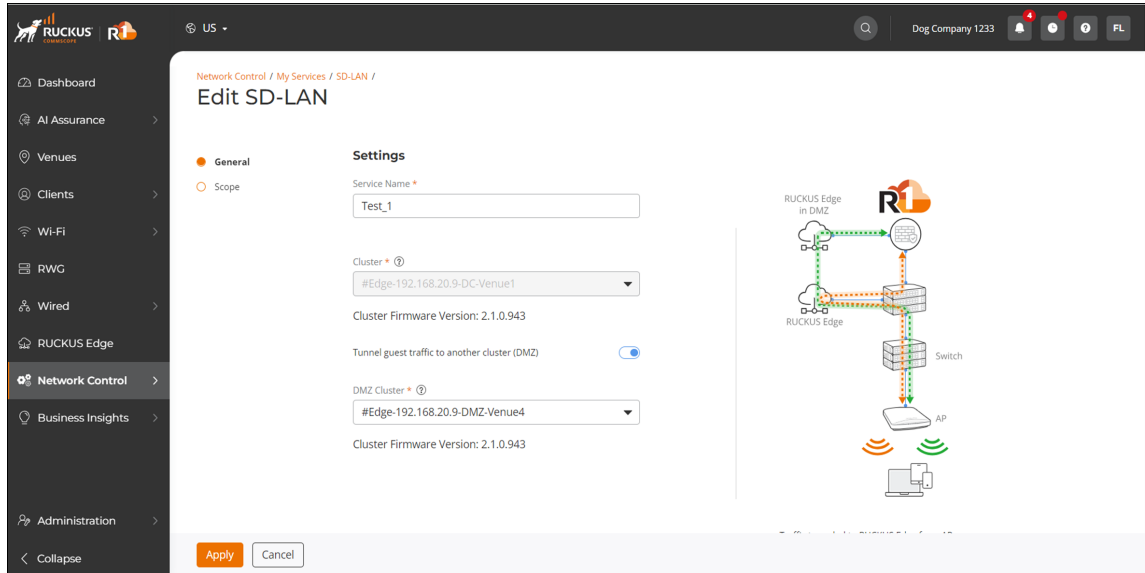 RUCKUS
COMMSCOPE
R1
US
Dog Company 1233
4
FL
Dashboard
AI Assurance
Venues
Clients
Wi-Fi
RWG
Wired
RUCKUS Edge
Network Control
Business Insights
Administration
Collapse
Network Control / My Services / SD-LAN /
Edit SD-LAN
General
Scope
Settings
Service Name *
Test_1
Cluster * ?
#Edge-192.168.20.9-DC-Venue1
Cluster Firmware Version: 2.1.0.943
Tunnel guest traffic to another cluster (DMZ)
DMZ Cluster * ?
#Edge-192.168.20.9-DMZ-Venue4
Cluster Firmware Version: 2.1.0.943
RUCKUS Edge
in DMZ
R1
RUCKUS Edge
Switch
AP
Apply
Cancel